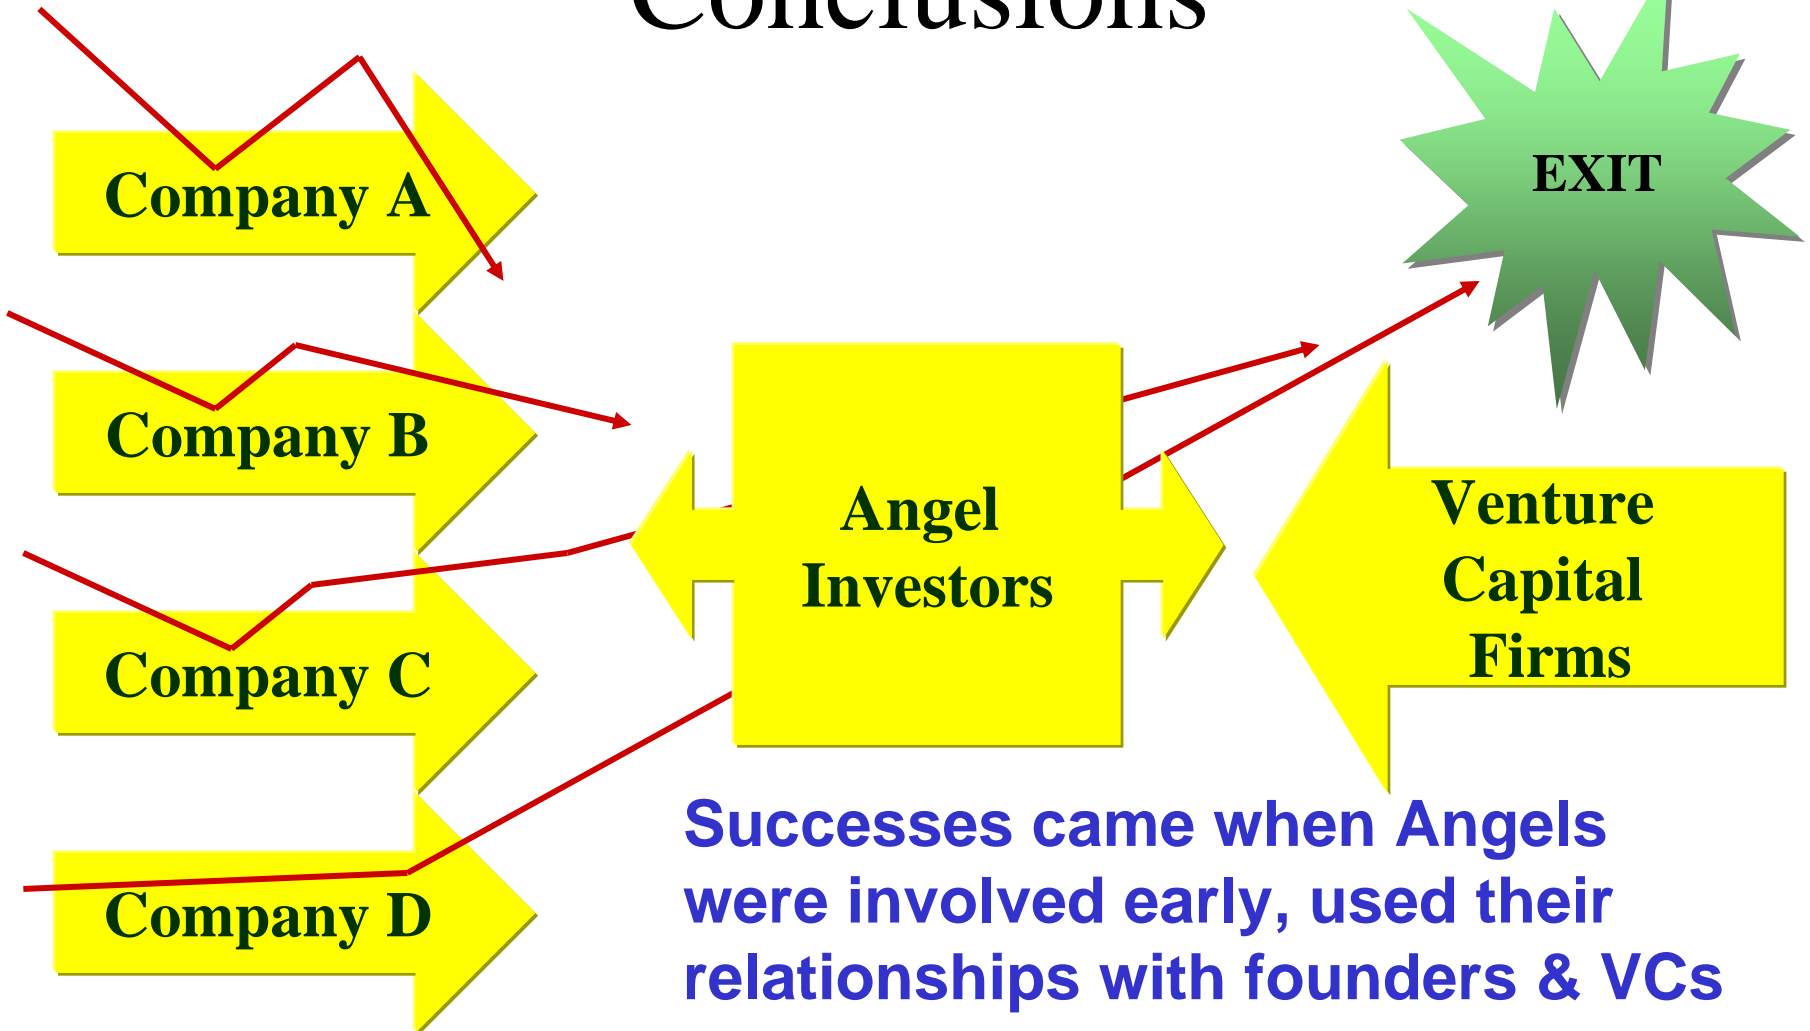 Conclusions
Company A
EXIT
Company B
Angel
Investors
Venture
Capital
Firms
Company C
Company D
Successes came when Angels
were involved early, used their
relationships with founders & VCs